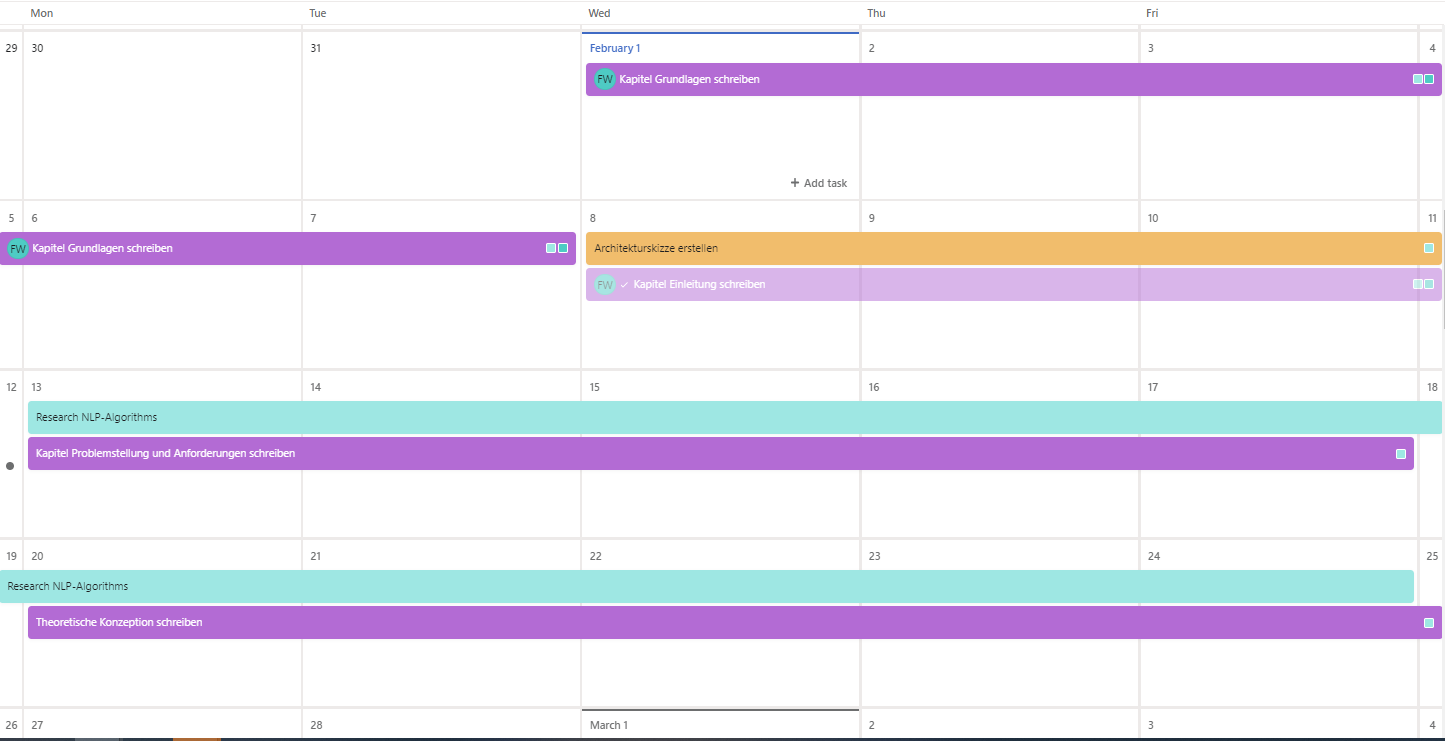 Mon Tue Wed Thu Fri
29 30 31 February 1 2 3 4
FW Kapitel Grundlagen schreiben
+ Add task
5 6 7 8 9 10 11
FW Kapitel Grundlagen schreiben Architekturskizze erstellen
FW ✓ Kapitel Einleitung schreiben
12 13 14 15 16 17 18
Research NLP-Algorithms
Kapitel Problemstellung und Anforderungen schreiben
19 20 21 22 23 24 25
Research NLP-Algorithms
Theoretische Konzeption schreiben
26 27 28 March 1 2 3 4